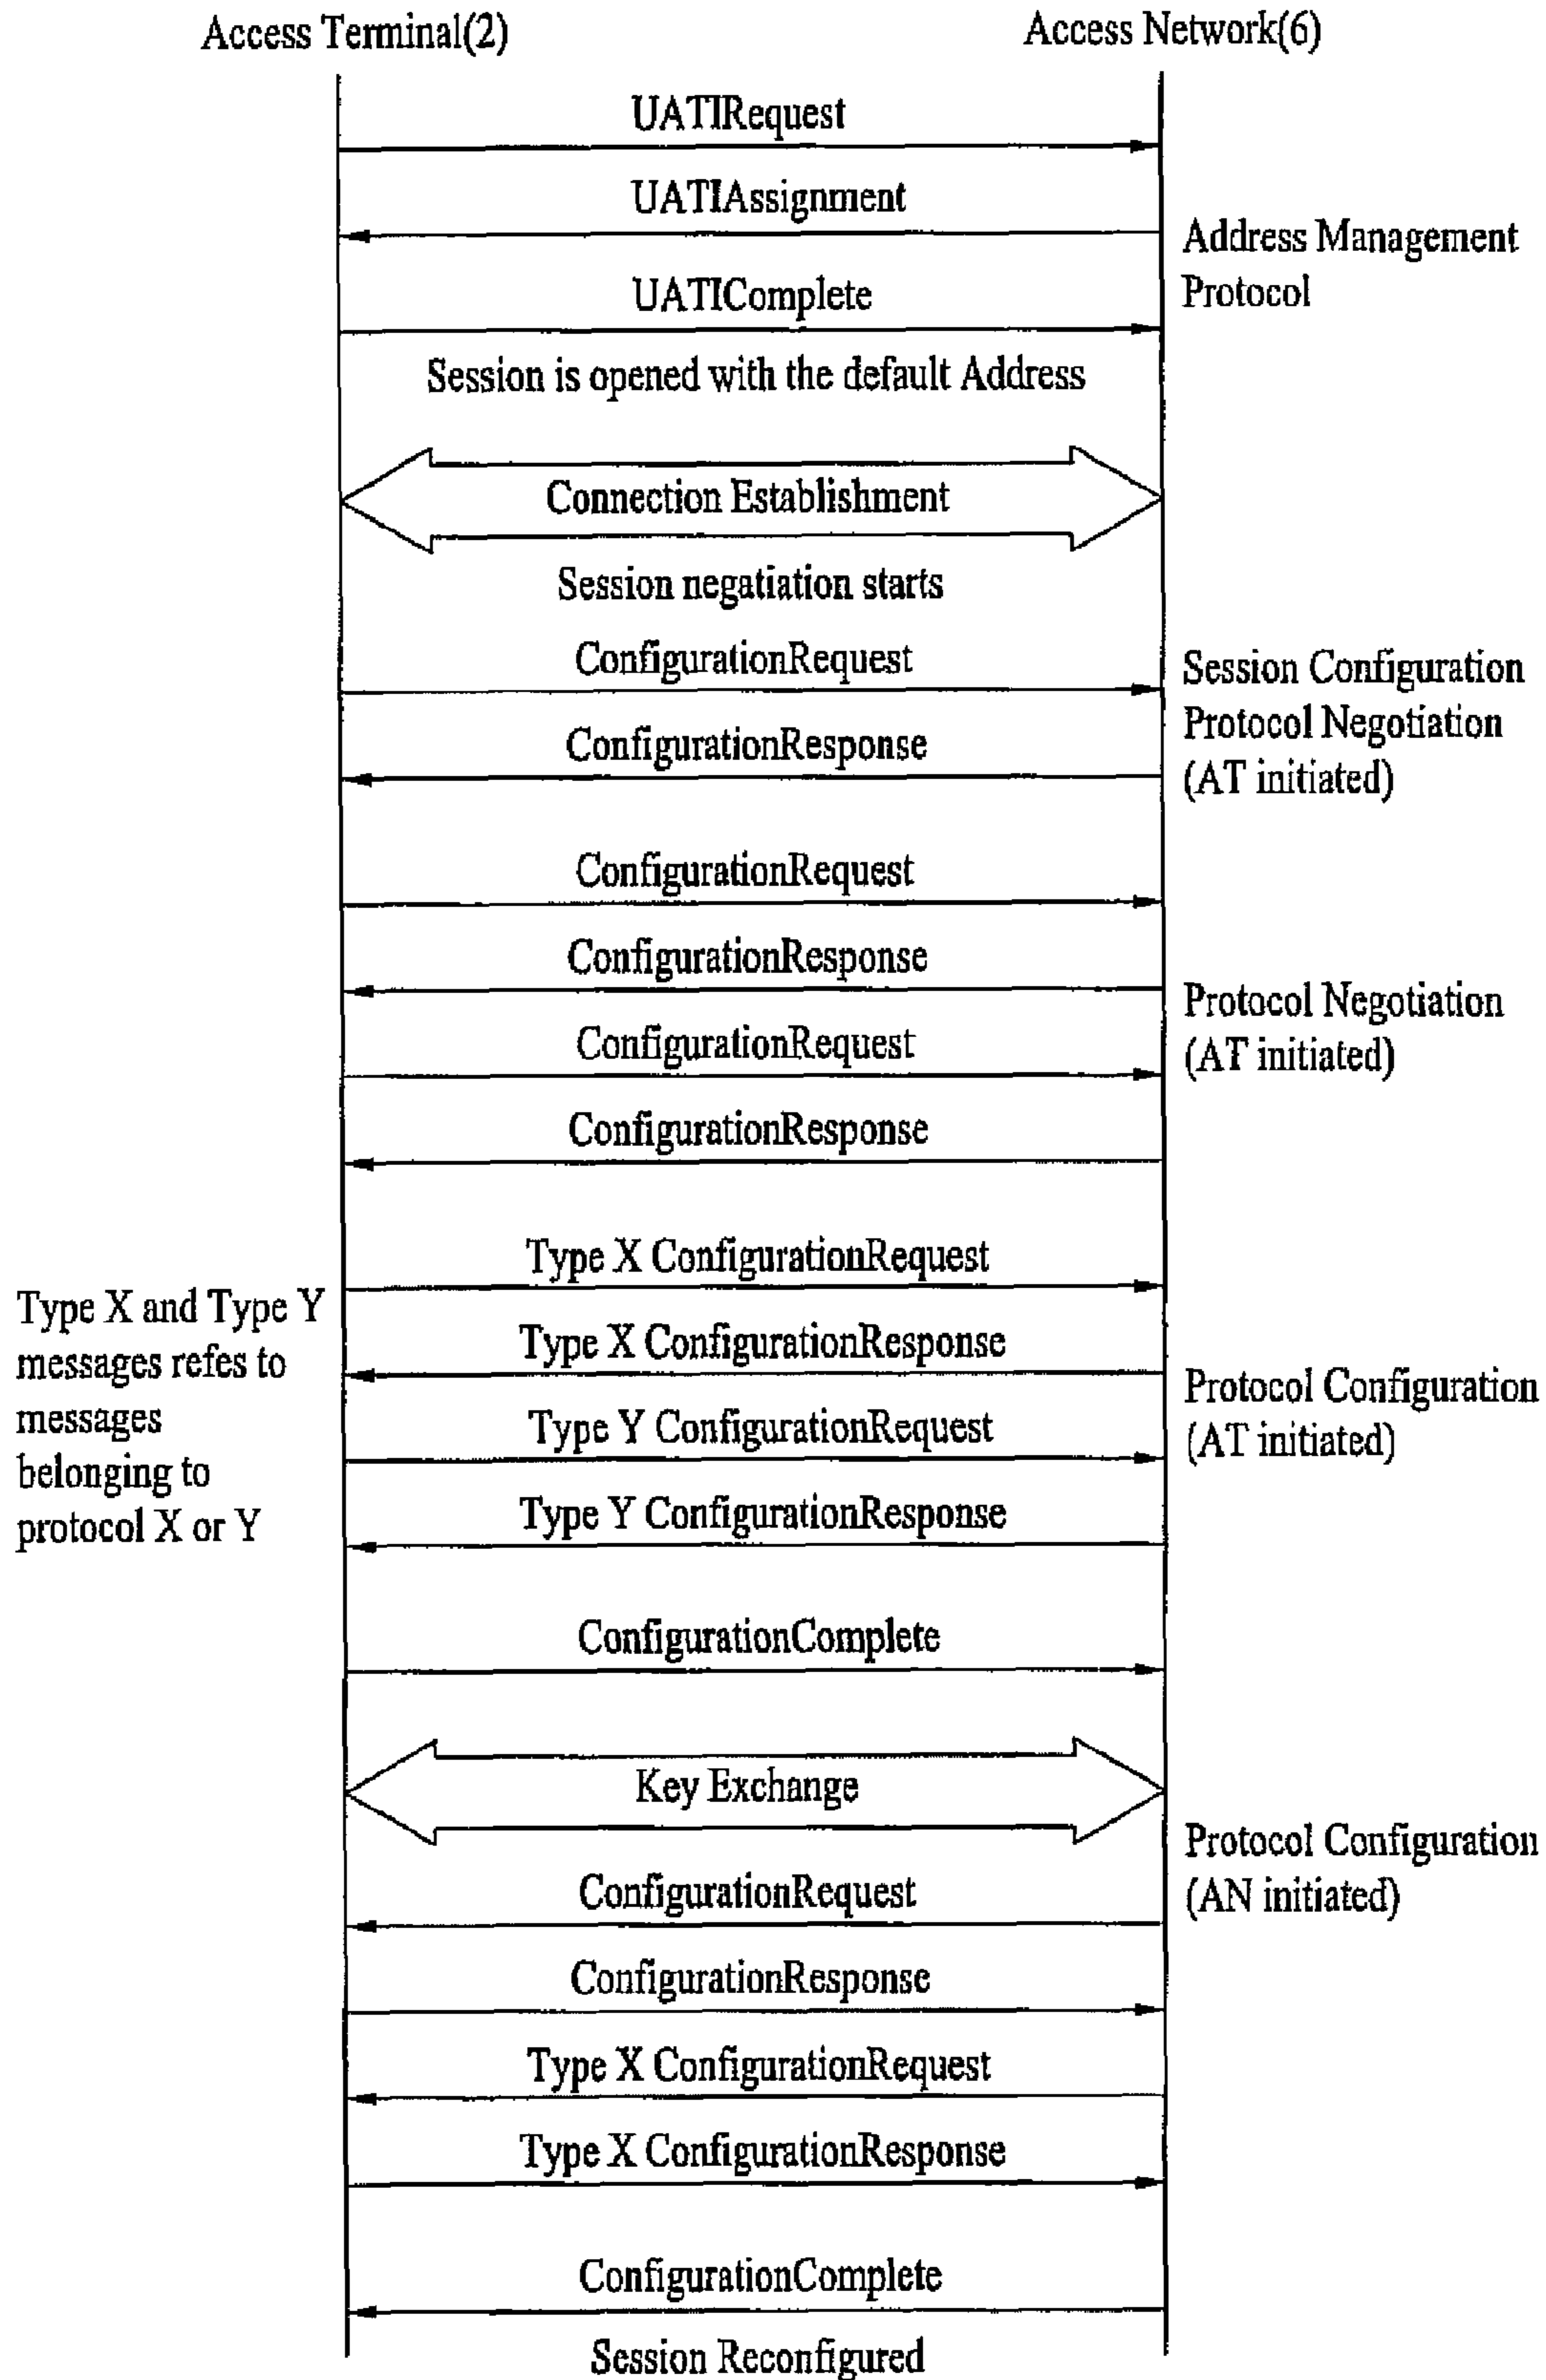 Access Terminal(2)
Access Network(6)
UATIRequest
UATIAssignment
Address Management
Protocol
UATIComplete
Session is opened with the default Address
Connection Establishment
Session negatiation starts
ConfigurationRequest
Session Configuration
Protocol Negotiation
(AT initiated)
ConfigurationResponse
ConfigurationRequest
ConfigurationResponse
Protocol Negotiation
(AT initiated)
ConfigurationRequest
ConfigurationResponse
Type X ConfigurationRequest
Type X and Type Y
messages refes to
messages
belonging to
protocol X or Y
Type X ConfigurationResponse
Protocol Configuration
(AT initiated)
Type Y ConfigurationRequest
Type Y ConfigurationResponse
ConfigurationComplete
Key Exchange
Protocol Configuration
(AN initiated)
ConfigurationRequest
ConfigurationResponse
Type X ConfigurationRequest
Type X ConfigurationResponse
ConfigurationComplete
Session Reconfigured